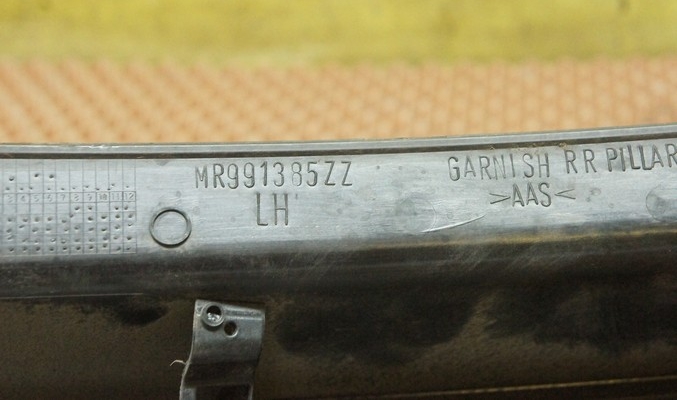 MR991385ZZ
LH
GARNISH RR PILLAR
>AAS<